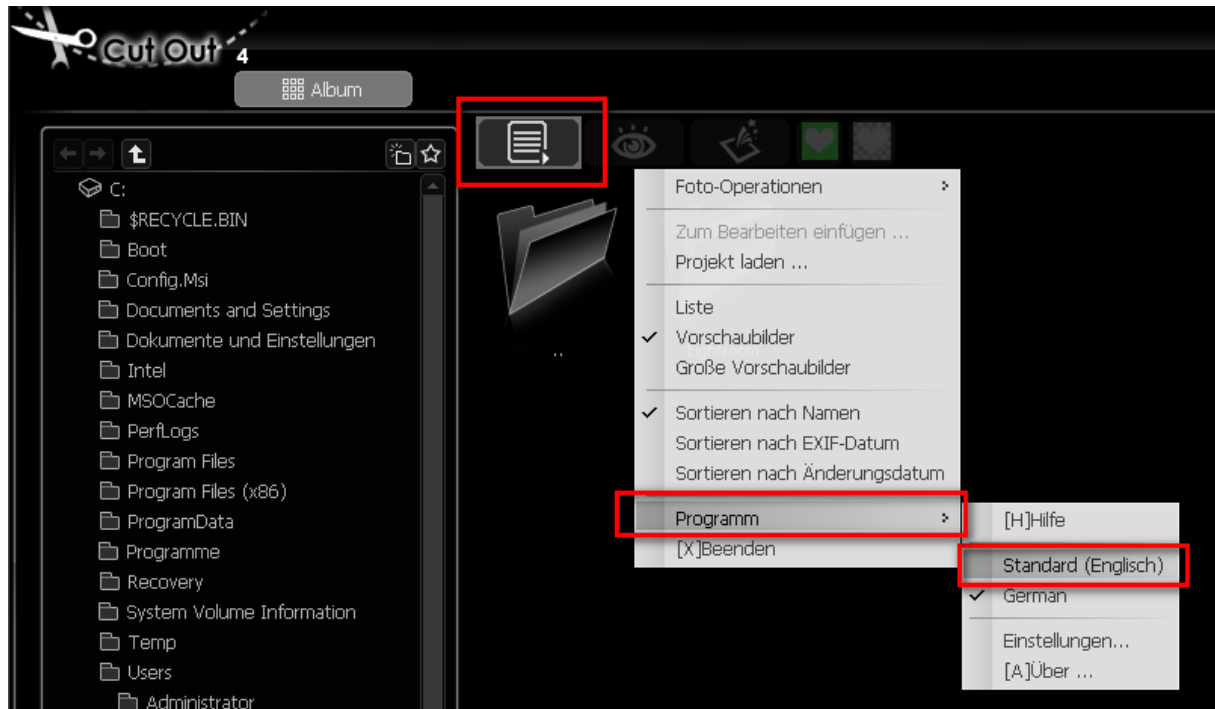 Cut Out 4
Album
C:
$RECYCLE.BIN
Boot
Config.Msi
Documents and Settings
Dokumente und Einstellungen
Intel
MSOCache
PerfLogs
Program Files
Program Files (x86)
ProgramData
Programme
Recovery
System Volume Information
Temp
Users
Administrator
..
Foto-Operationen
Zum Bearbeiten einfügen ...
Projekt laden ...
Liste
Vorschaubilder
Große Vorschaubilder
Sortieren nach Namen
Sortieren nach EXIF-Datum
Sortieren nach Änderungsdatum
Programm
[X]Beenden
[H]Hilfe
Standard (Englisch)
German
Einstellungen...
[A]Über ...